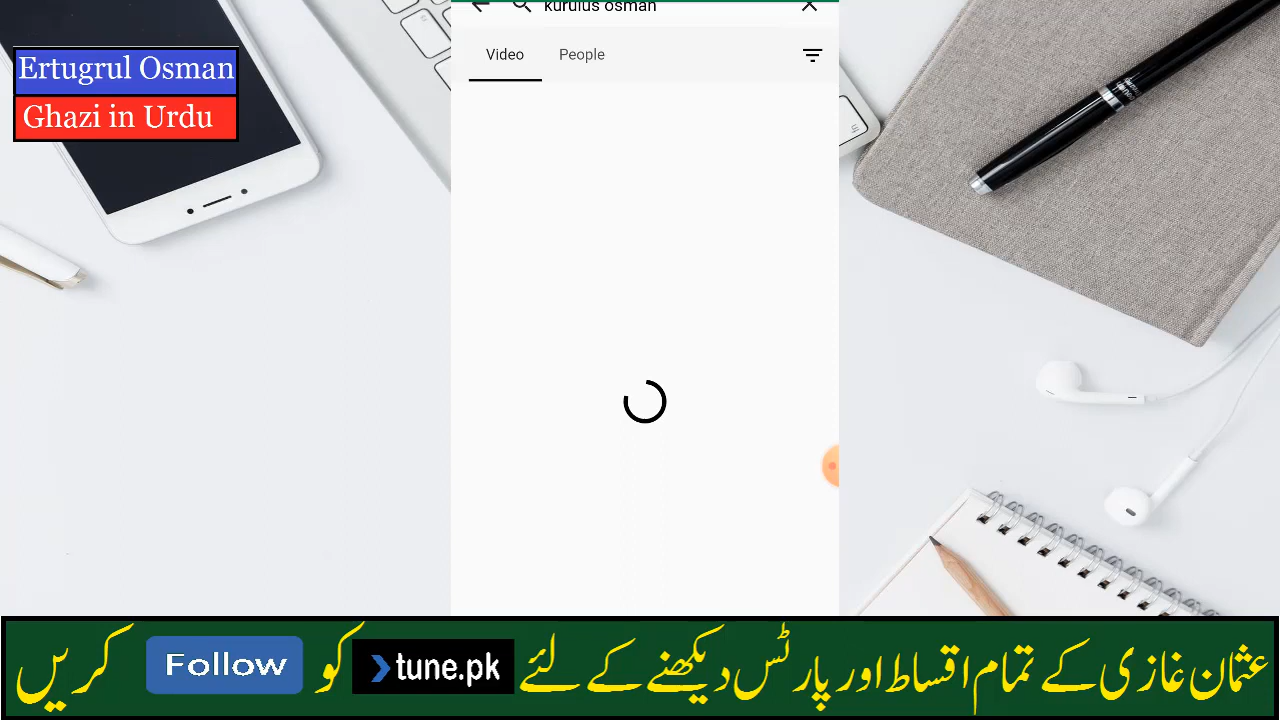 kurulus osman
Video People
Ertugrul Osman
Ghazi in Urdu
عثمان غازی کے تمام اقساط اور پارٹس دیکھنے کے لئے tune.pk کو Follow کریں